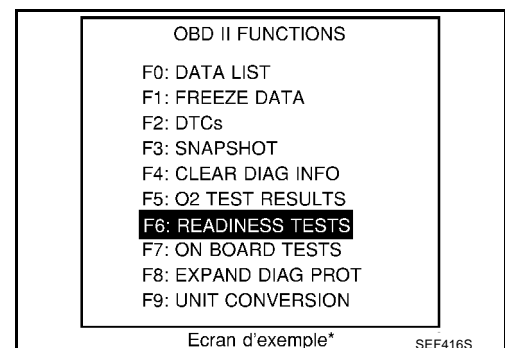 OBD II FUNCTIONS
F0: DATA LIST
F1: FREEZE DATA
F2: DTCs
F3: SNAPSHOT
F4: CLEAR DIAG INFO
F5: O2 TEST RESULTS
F6: READINESS TESTS
F7: ON BOARD TESTS
F8: EXPAND DIAG PROT
F9: UNIT CONVERSION
Ecran d'exemple*
SEF416S